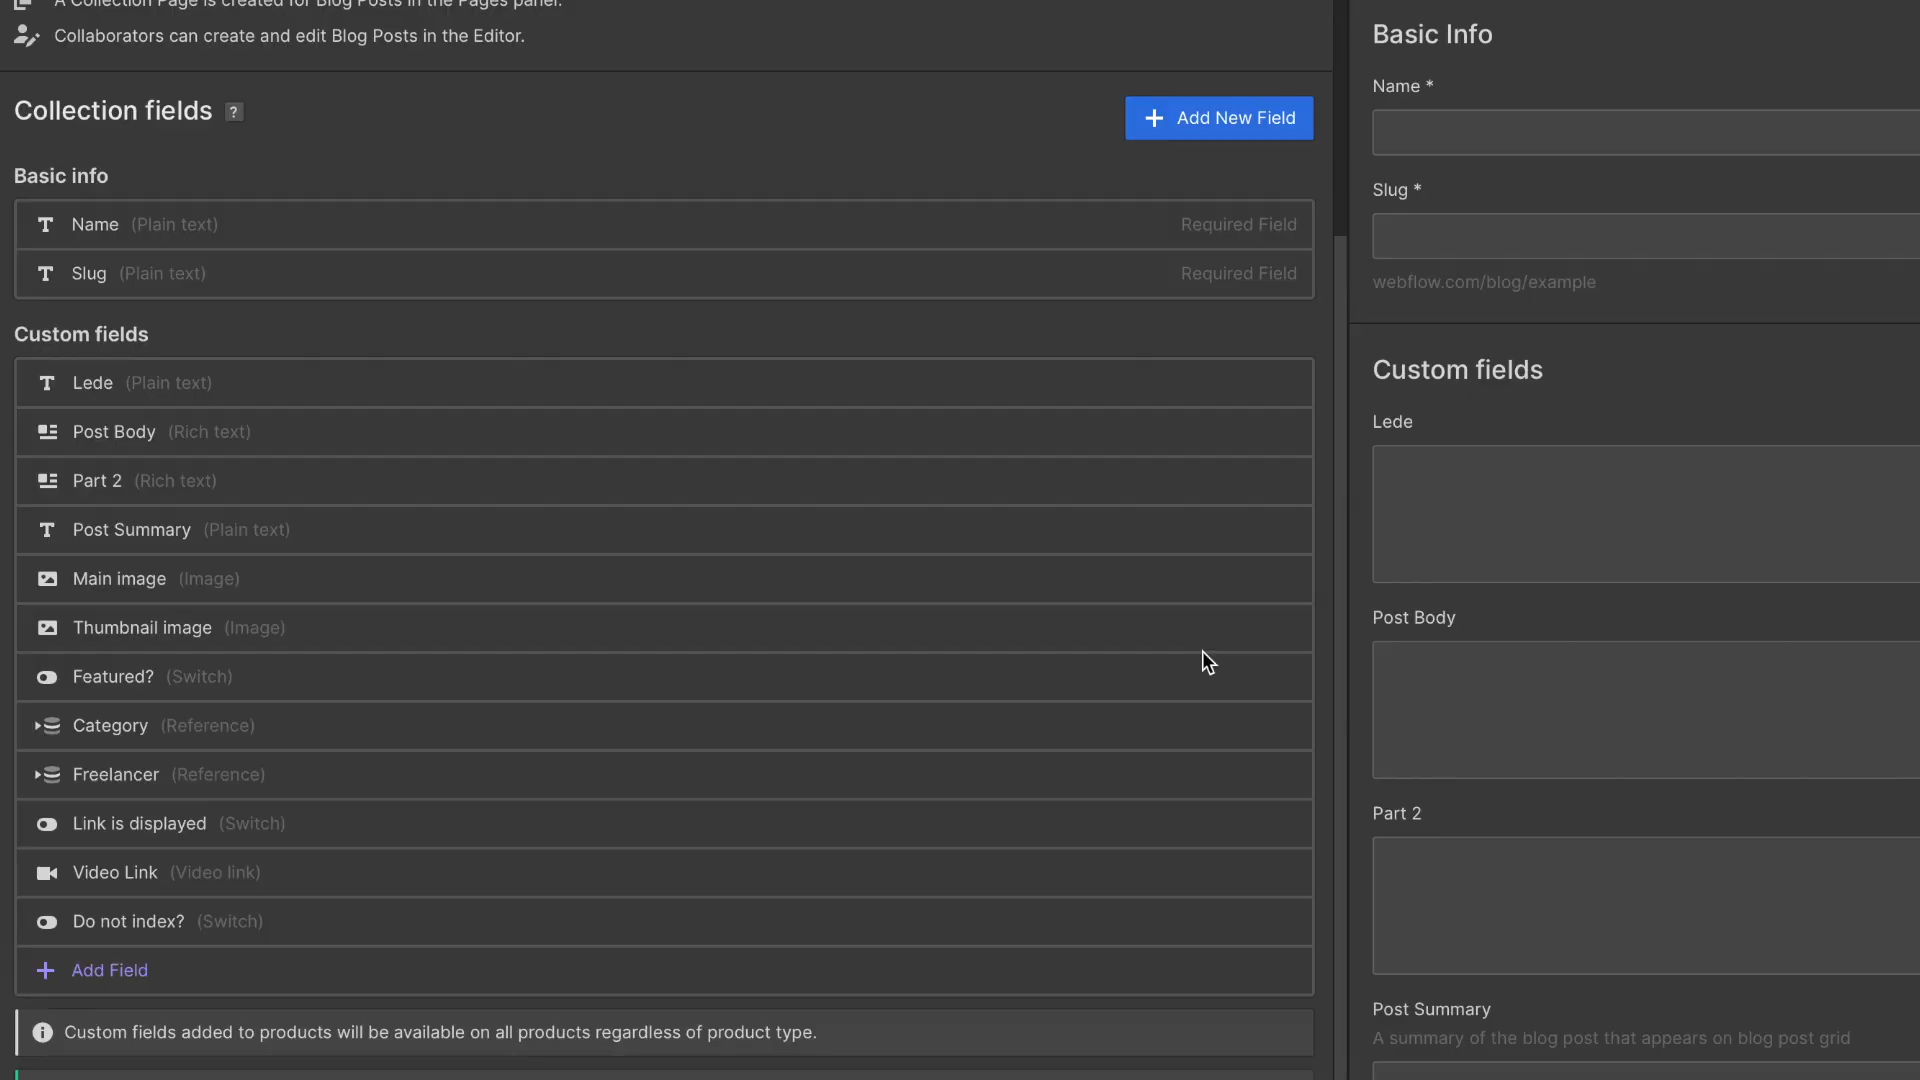 A Collection Page is created for Blog Posts in the Pages panel.
Collaborators can create and edit Blog Posts in the Editor.
Collection fields ?
Add New Field
Basic info
Name (Plain text) Required Field
Slug (Plain text) Required Field
Custom fields
Lede (Plain text)
Post Body (Rich text)
Part 2 (Rich text)
Post Summary (Plain text)
Main image (Image)
Thumbnail image (Image)
Featured? (Switch)
Category (Reference)
Freelancer (Reference)
Link is displayed (Switch)
Video Link (Video link)
Do not index? (Switch)
Add Field
Custom fields added to products will be available on all products regardless of product type.
Basic Info
Name *
Slug *
webflow.com/blog/example
Custom fields
Lede
Post Body
Part 2
Post Summary
A summary of the blog post that appears on blog post grid